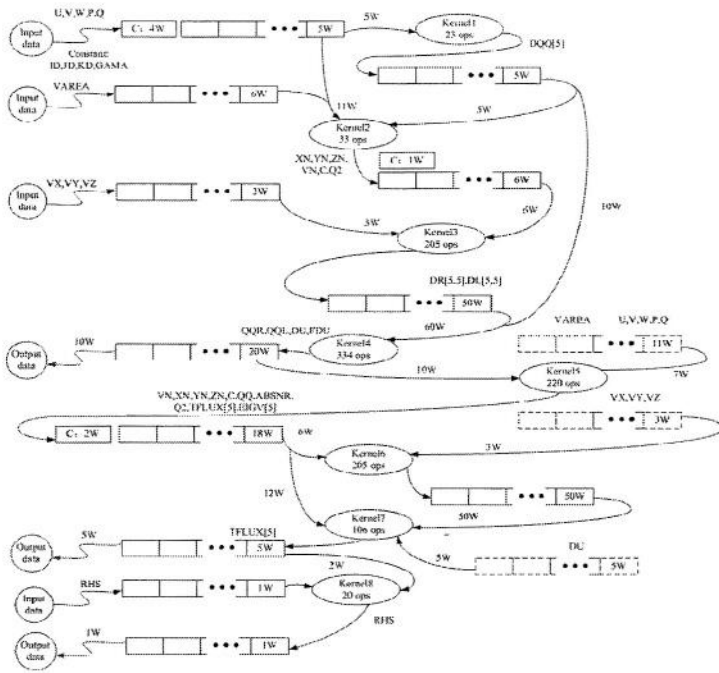 U,V,W,P,Q
Input data
C: 4W
5W
5W
Kernel1
23 ops
Constant
ID,JD,KD,GAMA
DQQ[5]
5W
VAREA
Input data
6W
11W
5W
Kernel2
33 ops
XN,YN,ZN,
VN,C,Q2
C: 1W
6W
VX,VY,VZ
Input data
3W
6W
10W
3W
Kernel3
205 ops
DR[5,5],DL[5,5]
50W
60W
VAREA
U,V,W,P,Q
QQR,QQL,DU,FDU
10W
Output data
20W
Kernel4
334 ops
11W
10W
Kernel5
220 ops
7W
VN,XN,YN,ZN,C,QQ,ABSNR,
Q2,TFLUX[5],EIGV[5]
VX,VY,VZ
3W
C: 2W
18W
6W
Kernel6
205 ops
3W
50W
12W
50W
Kernel7
106 ops
5W
TFLUX[5]
Output data
5W
DU
2W
5W
5W
RHS
Input data
1W
Kernel8
20 ops
RHS
1W
Output data
1W